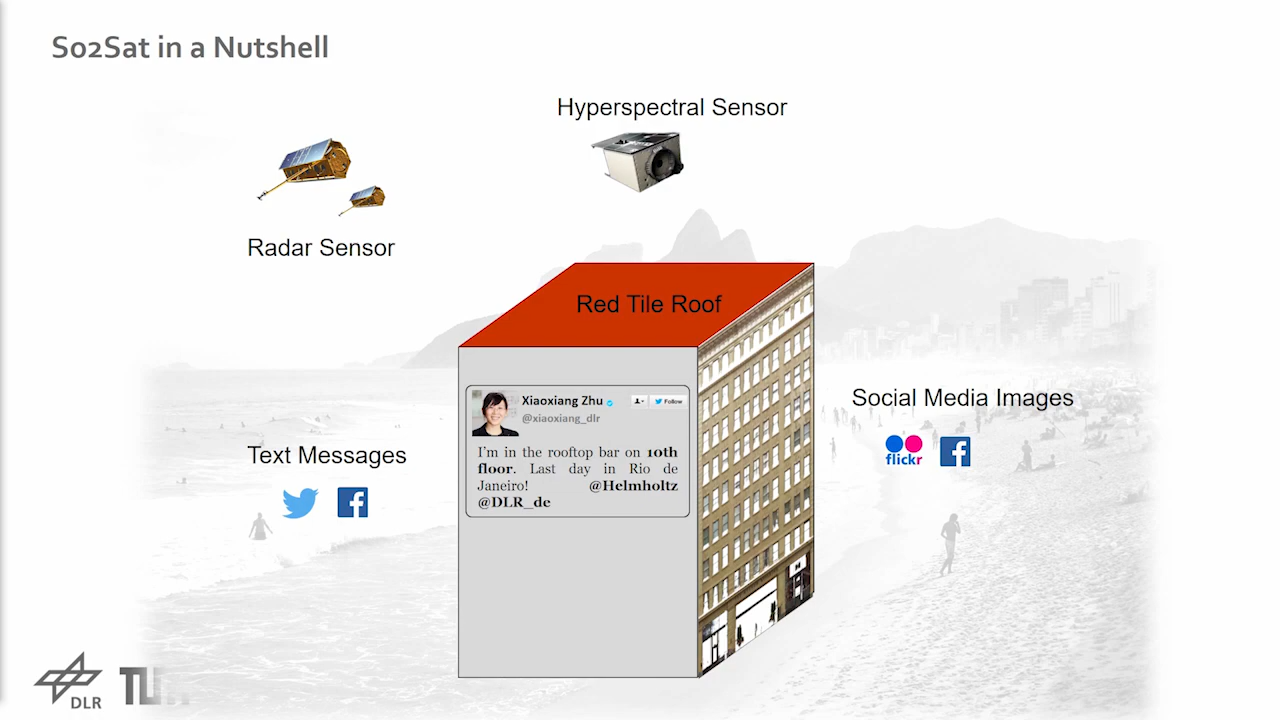 So2Sat in a Nutshell
Hyperspectral Sensor
Radar Sensor
Red Tile Roof
Xiaoxiang Zhu
Follow
@xiaoxiang_dlr
I'm in the rooftop bar on 10th
floor. Last day in Rio de
Janeiro! @Helmholtz
@DLR_de
Social Media Images
flickr
Text Messages
DLR